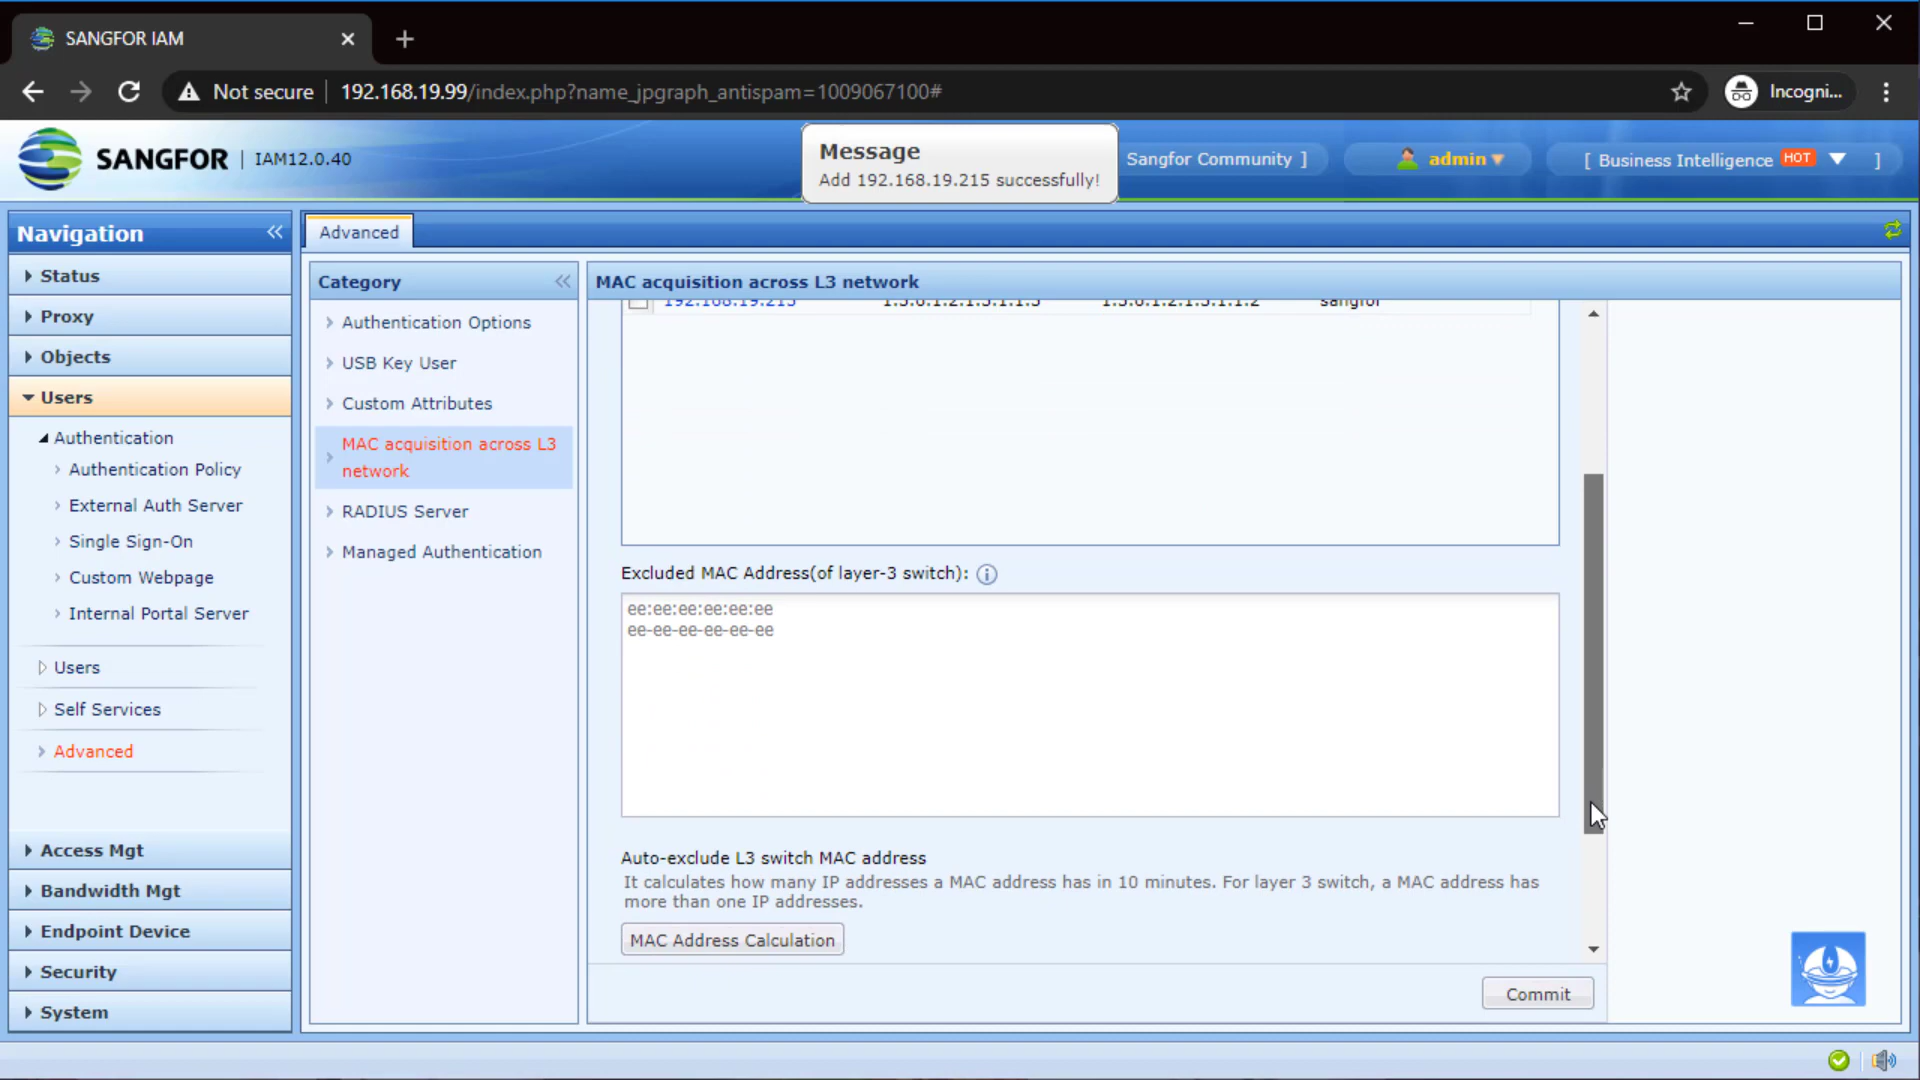 SANGFOR IAM
Not secure
192.168.19.99/index.php?name_jpgraph_antispam=1009067100#
Incogni...
SANGFOR | IAM12.0.40
Message
Add 192.168.19.215 successfully!
Sangfor Community ]
admin
[ Business Intelligence HOT ]
Navigation
Status
Proxy
Objects
Users
Authentication
Authentication Policy
External Auth Server
Single Sign-On
Custom Webpage
Internal Portal Server
Users
Self Services
Advanced
Access Mgt
Bandwidth Mgt
Endpoint Device
Security
System
Advanced
Category
Authentication Options
USB Key User
Custom Attributes
MAC acquisition across L3
network
RADIUS Server
Managed Authentication
MAC acquisition across L3 network
192.168.19.215 sangfor
Excluded MAC Address(of layer-3 switch):
ee:ee:ee:ee:ee:ee
ee-ee-ee-ee-ee-ee
Auto-exclude L3 switch MAC address
It calculates how many IP addresses a MAC address has in 10 minutes. For layer 3 switch, a MAC address has
more than one IP addresses.
MAC Address Calculation
Commit